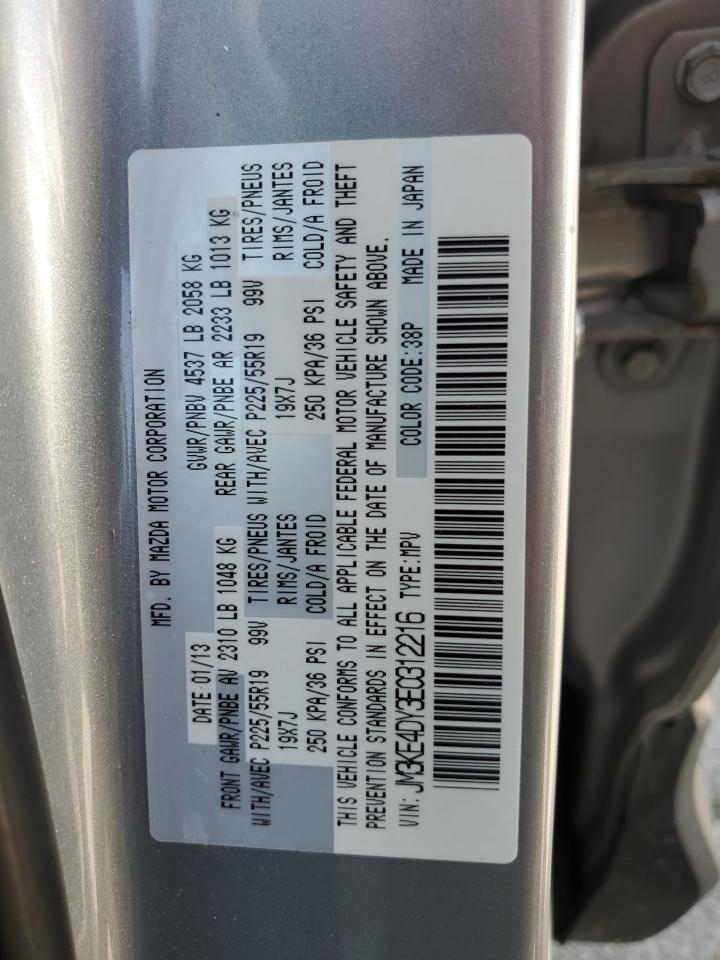 MFD. BY MAZDA MOTOR CORPORATION
DATE:01/13 GVWR/PNBV 4537 LB 2058 KG
FRONT GAWR/PNBE AV 2310 LB 1048 KG REAR GAWR/PNBE AR 2233 LB 1013 KG
WITH/AVEC P225/55R19 99V TIRES/PNEUS WITH/AVEC P225/55R19 99V TIRES/PNEUS
19X7J RIMS/JANTES 19X7J RIMS/JANTES
250 KPA/36 PSI COLD/A FROID 250 KPA/36 PSI COLD/A FROID
THIS VEHICLE CONFORMS TO ALL APPLICABLE FEDERAL MOTOR VEHICLE SAFETY AND THEFT
PREVENTION STANDARDS IN EFFECT ON THE DATE OF MANUFACTURE SHOWN ABOVE.
VIN: JM3KE4DY3E0312216 TYPE:MPV COLOR CODE:38P MADE IN JAPAN